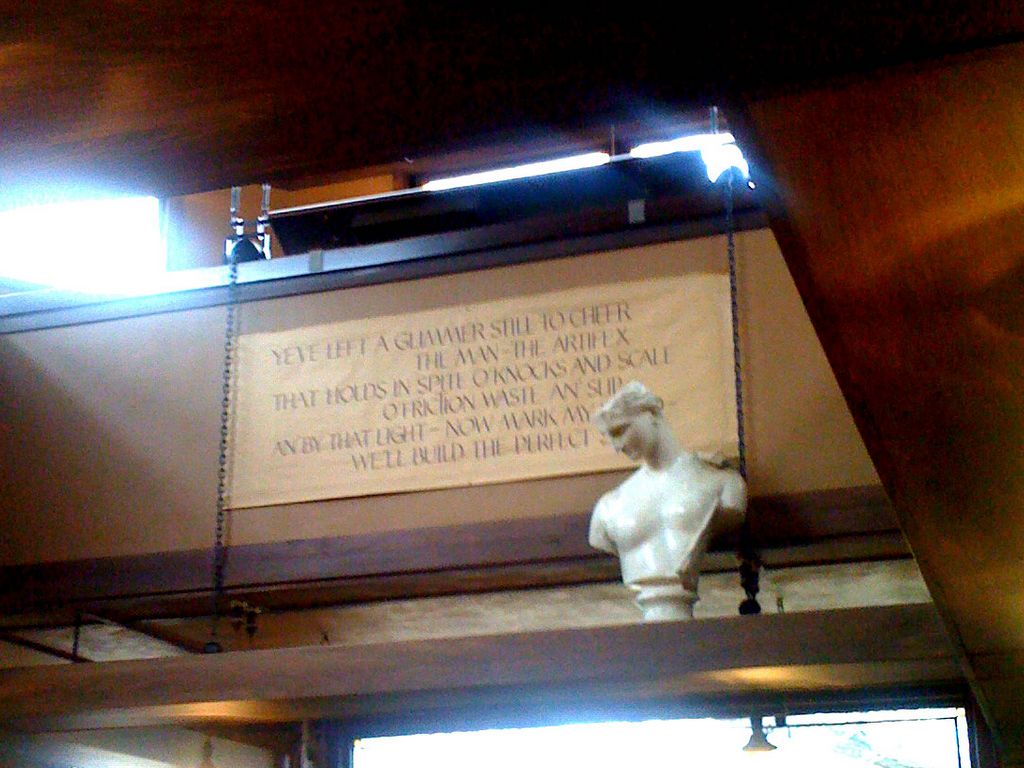 YE'VE LEFT A GLIMMER STILL TO CHEER
THE MAN - THE ARTIFEX
THAT HOLDS IN SPITE O' KNOCKS AND SCALE
O' FRICTION WASTE AN' SLIP
AN' BY THAT LIGHT - NOW MARK MY
WE'LL BUILD THE PERFECT